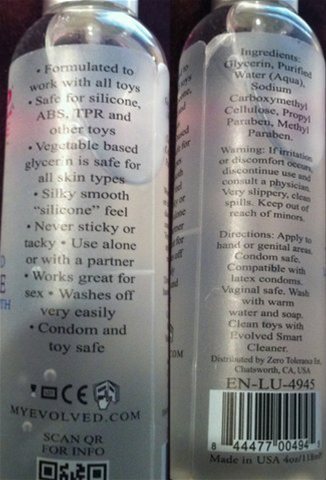 • Formulated to
work with all toys
• Safe for silicone,
ABS, TPR and
other toys
• Vegetable based
glycerin is safe for
all skin types
• Silky smooth
"silicone" feel
• Never sticky or
tacky • Use alone
or with a partner
• Works great for
sex • Washes off
very easily
• Condom and
toy safe
CE
MYEVOLVED.COM
SCAN QR
FOR INFO
Ingredients:
Glycerin, Purified
Water (Aqua),
Sodium
Carboxymethyl
Cellulose, Propyl
Paraben, Methyl
Paraben.
Warning: If irritation
or discomfort occurs,
discontinue use and
consult a physician.
Very slippery, clean
spills. Keep out of
reach of minors.
Directions: Apply to
hand or genital areas.
Condom safe.
Compatible with
latex condoms.
Vaginal safe. Wash
with warm
water and soap.
Clean toys with
Evolved Smart
Cleaner.
Distributed by Zero Tolerance Ent.
Chatsworth, CA, USA
EN-LU-4945
8 44477 00494 5
Made in USA 4oz/118ml